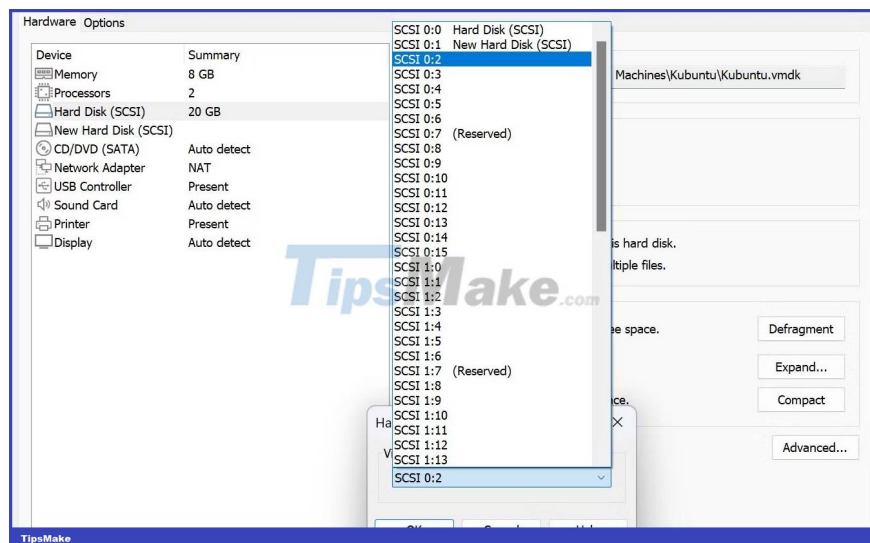 Hardware Options
Device Summary
Memory 8 GB
Processors 2
Hard Disk (SCSI) 20 GB
New Hard Disk (SCSI)
CD/DVD (SATA) Auto detect
Network Adapter NAT
USB Controller Present
Sound Card Auto detect
Printer Present
Display Auto detect
SCSI 0:0 Hard Disk (SCSI)
SCSI 0:1 New Hard Disk (SCSI)
SCSI 0:2
SCSI 0:3
SCSI 0:4
SCSI 0:5
SCSI 0:6
SCSI 0:7 (Reserved)
SCSI 0:8
SCSI 0:9
SCSI 0:10
SCSI 0:11
SCSI 0:12
SCSI 0:13
SCSI 0:14
SCSI 0:15
SCSI 1:0
SCSI 1:1
SCSI 1:2
SCSI 1:3
SCSI 1:4
SCSI 1:5
SCSI 1:6
SCSI 1:7 (Reserved)
SCSI 1:8
SCSI 1:9
SCSI 1:10
SCSI 1:11
SCSI 1:12
SCSI 1:13
SCSI 0:2
Machines\Kubuntu\Kubuntu.vmdk
is hard disk.
ltiple files.
ee space.
Defragment
Expand...
ce.
Compact
Advanced...
Ha
TipsMake.com
TipsMake